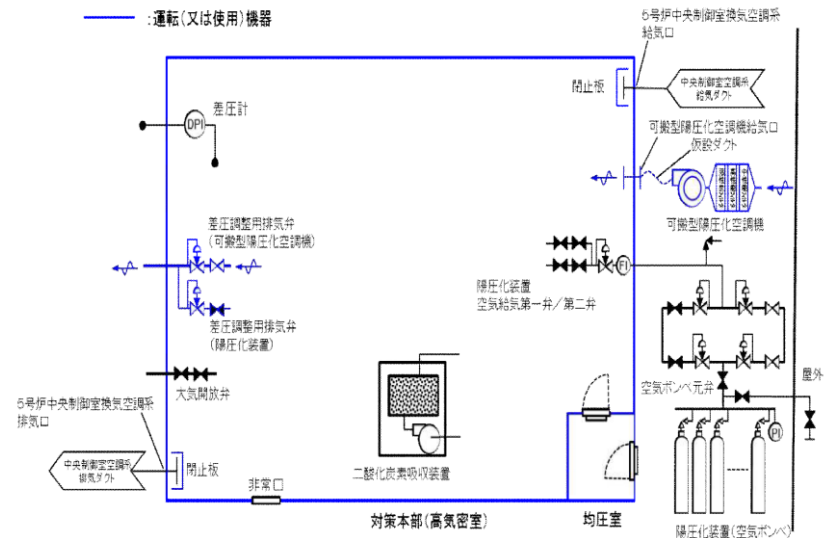 ：運転(又は使用)機器
5号炉中央制御室換気空調系
給気口
閉止板
中央制御室空調系
給気ダクト
差圧計
DPI
可搬型陽圧化空調機給気口
仮設ダクト
可搬型陽圧化空調機
差圧調整用排気弁
(可搬型陽圧化空調機)
陽圧化装置
空気給気第一弁／第二弁
FI
差圧調整用排気弁
(陽圧化装置)
大気開放弁
空気ボンベ元弁
屋外
5号炉中央制御室換気空調系
排気口
中央制御室空調系
排気ダクト
閉止板
二酸化炭素吸収装置
PI
非常口
対策本部(高気密室)
均圧室
陽圧化装置(空気ボンベ)